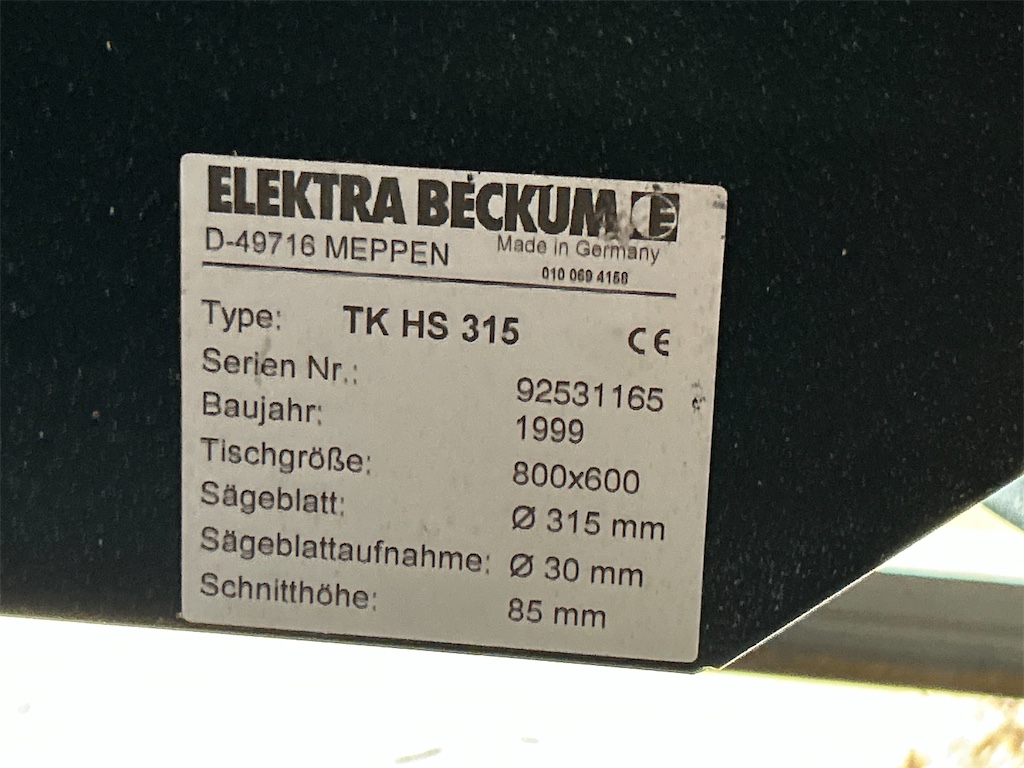 ELEKTRA BECKUM E
D-49716 MEPPEN Made in Germany
010 069 4158
Type: TK HS 315 CE
Serien Nr.: 92531165
Baujahr: 1999
Tischgröße: 800x600
Sägeblatt: Ø 315 mm
Sägeblattaufnahme: Ø 30 mm
Schnitthöhe: 85 mm